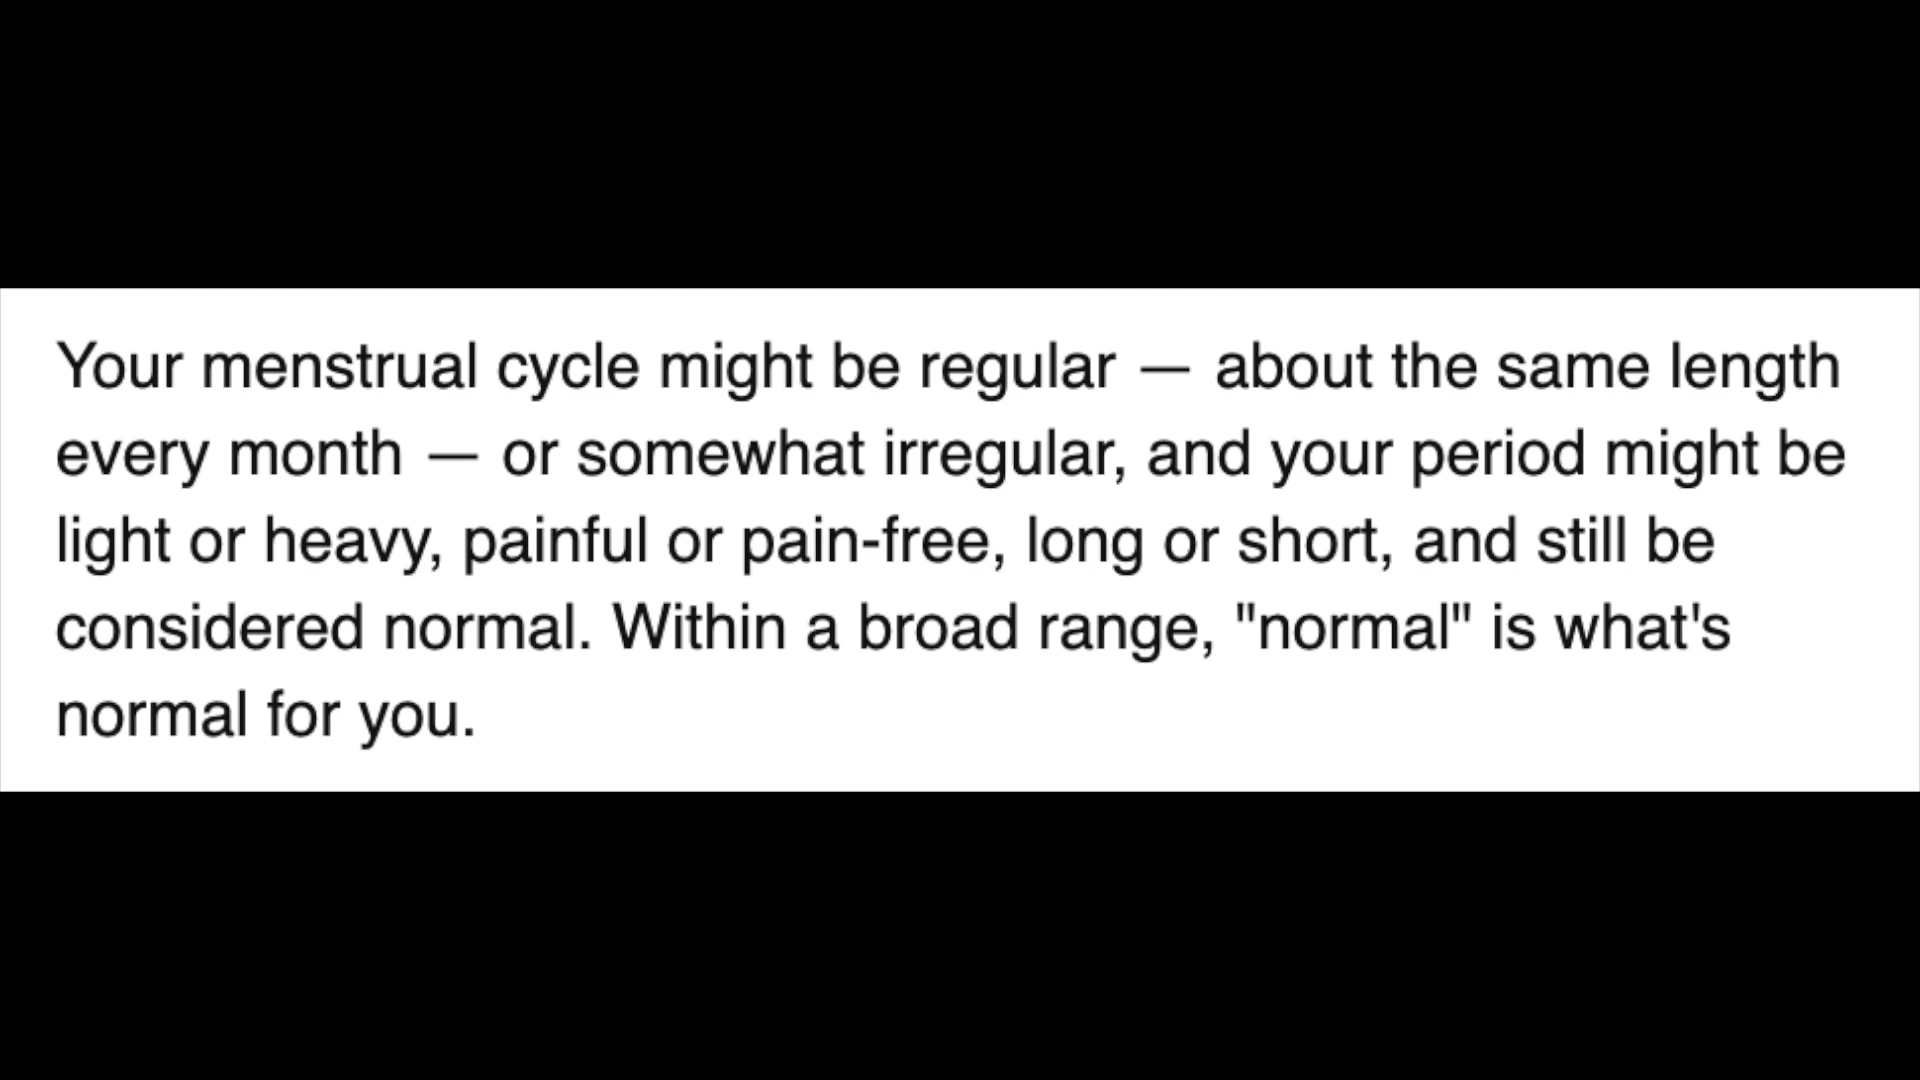 Your menstrual cycle might be regular — about the same length
every month — or somewhat irregular, and your period might be
light or heavy, painful or pain-free, long or short, and still be
considered normal. Within a broad range, "normal" is what's
normal for you.